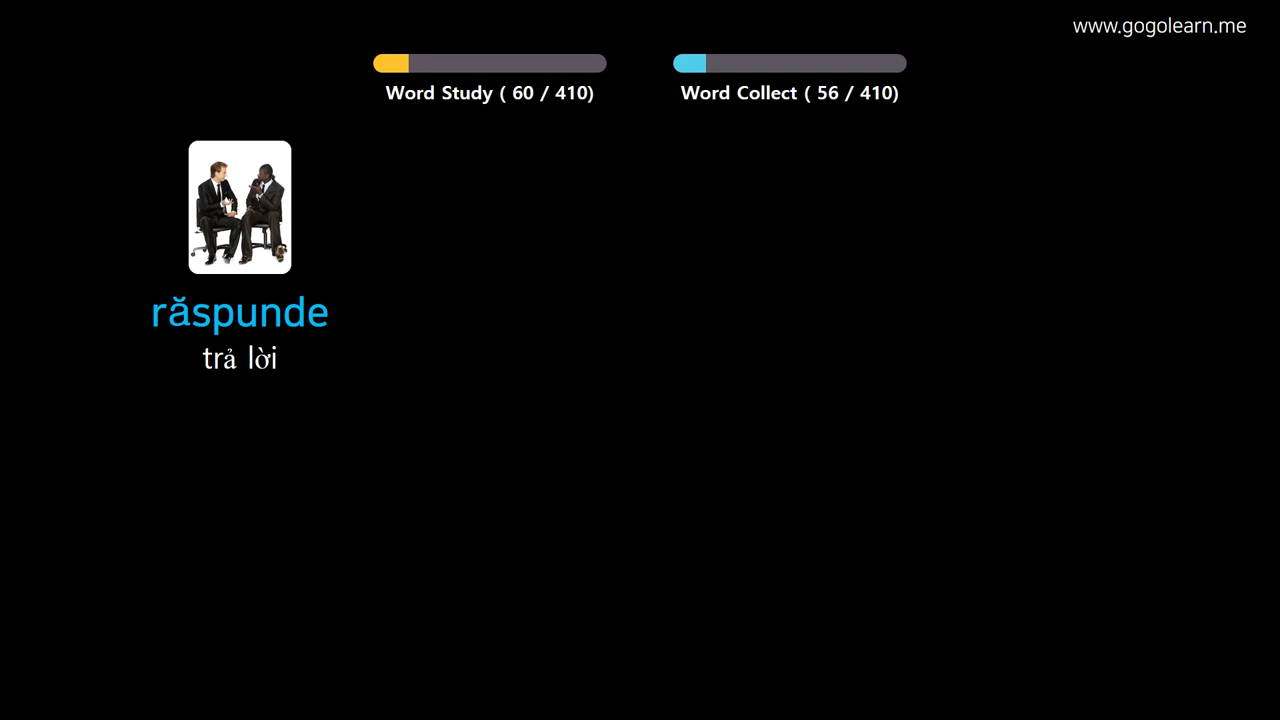 www.gogolearn.me
Word Study ( 60 / 410)
Word Collect ( 56 / 410)
răspunde
trả lời